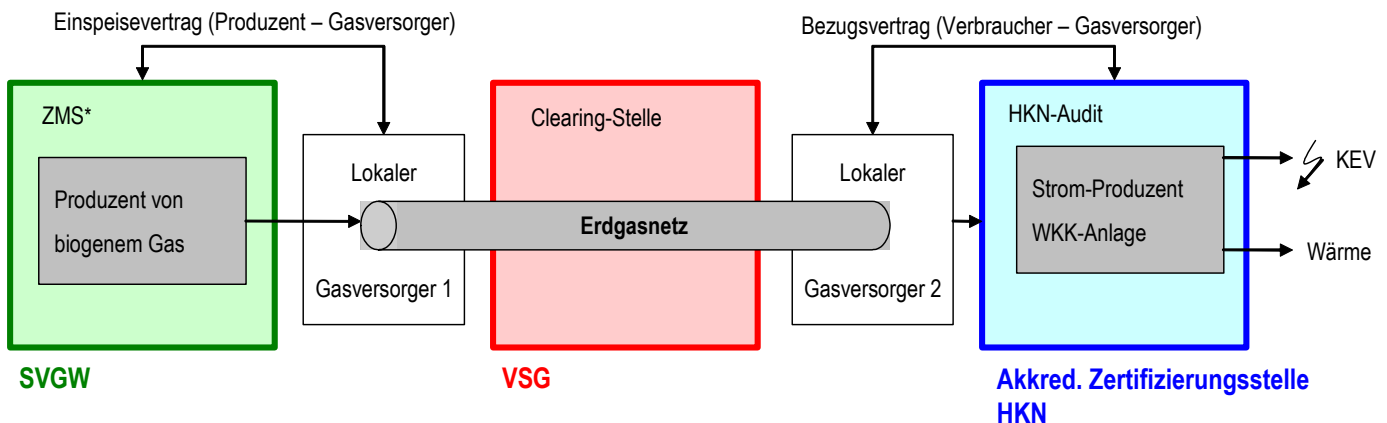 Einspeisevertrag (Produzent – Gasversorger)
Bezugsvertrag (Verbraucher – Gasversorger)
ZMS*
Produzent von
biogenem Gas
Lokaler
Gasversorger 1
Clearing-Stelle
Erdgasnetz
Lokaler
Gasversorger 2
HKN-Audit
Strom-Produzent
WKK-Anlage
KEV
Wärme
SVGW
VSG
Akkred. Zertifizierungsstelle
HKN